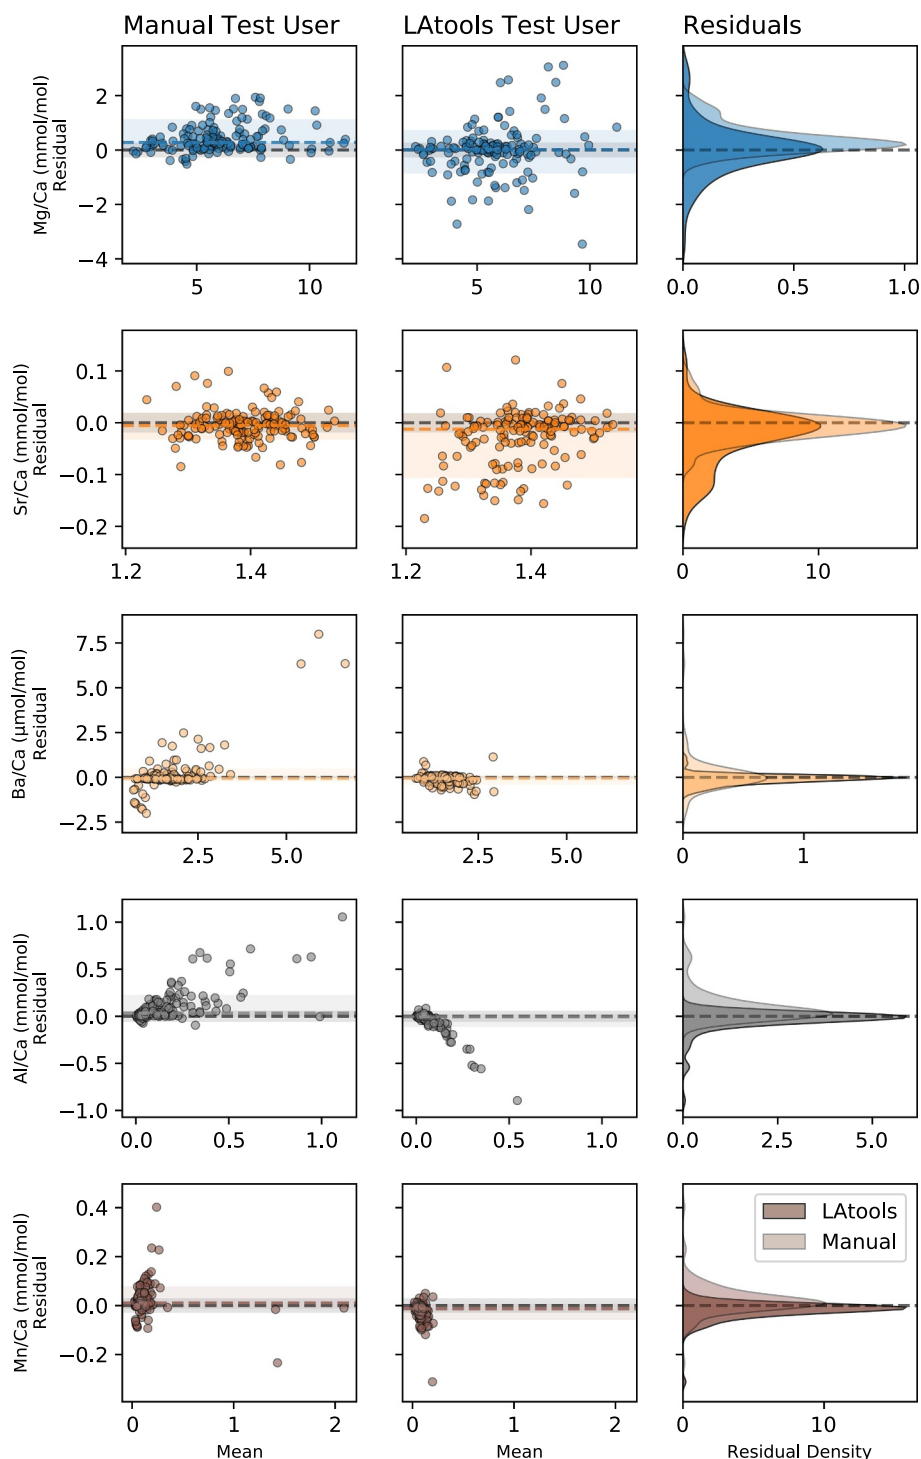 Manual Test User LAtools Test User Residuals
Mg/Ca (mmol/mol)
Residual
2
0
−2
−4
5 10
5 10
0.0 0.5 1.0
Sr/Ca (mmol/mol)
Residual
0.1
0.0
−0.1
−0.2
1.2 1.4
1.2 1.4
0 10
Ba/Ca (μmol/mol)
Residual
7.5
5.0
2.5
0.0
−2.5
2.5 5.0
2.5 5.0
0 1
Al/Ca (mmol/mol)
Residual
1.0
0.5
0.0
−0.5
−1.0
0.0 0.5 1.0
0.0 0.5 1.0
0.0 2.5 5.0
Mn/Ca (mmol/mol)
Residual
0.4
0.2
0.0
−0.2
LAtools
Manual
0 1 2
0 1 2
0 10
Mean Mean Residual Density